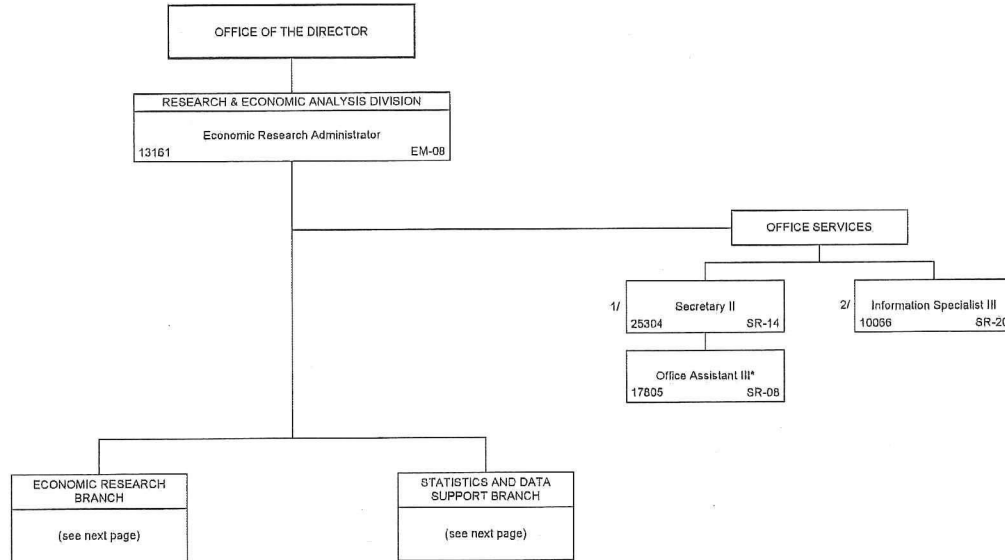 OFFICE OF THE DIRECTOR
RESEARCH & ECONOMIC ANALYSIS DIVISION
Economic Research Administrator
13161 EM-08
OFFICE SERVICES
1/ Secretary II
25304 SR-14
2/ Information Specialist III
10066 SR-20
Office Assistant III*
17805 SR-08
ECONOMIC RESEARCH
BRANCH
(see next page)
STATISTICS AND DATA
SUPPORT BRANCH
(see next page)